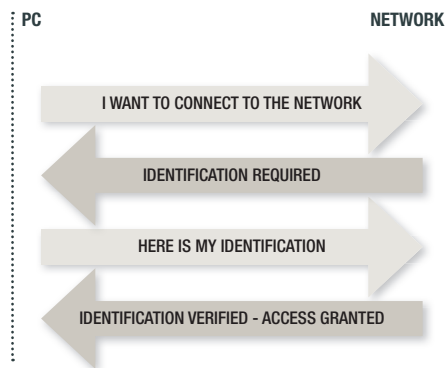 PC NETWORK
I WANT TO CONNECT TO THE NETWORK
IDENTIFICATION REQUIRED
HERE IS MY IDENTIFICATION
IDENTIFICATION VERIFIED - ACCESS GRANTED